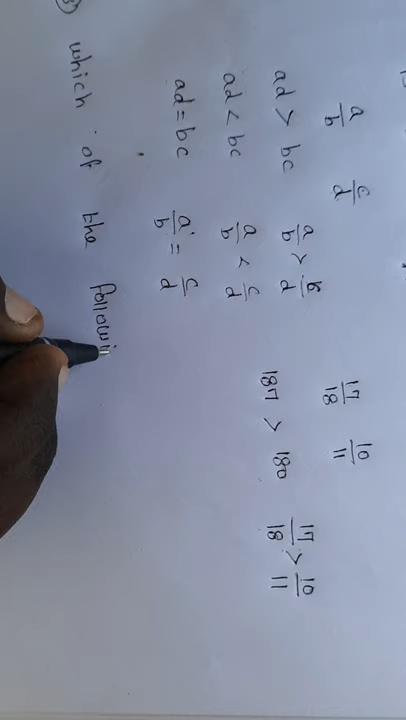 a/b c/d 17/18 10/11
ad > bc a/b > c/d 187 > 180 17/18 > 10/11
ad < bc a/b < c/d
ad = bc a/b = c/d
which of the followi